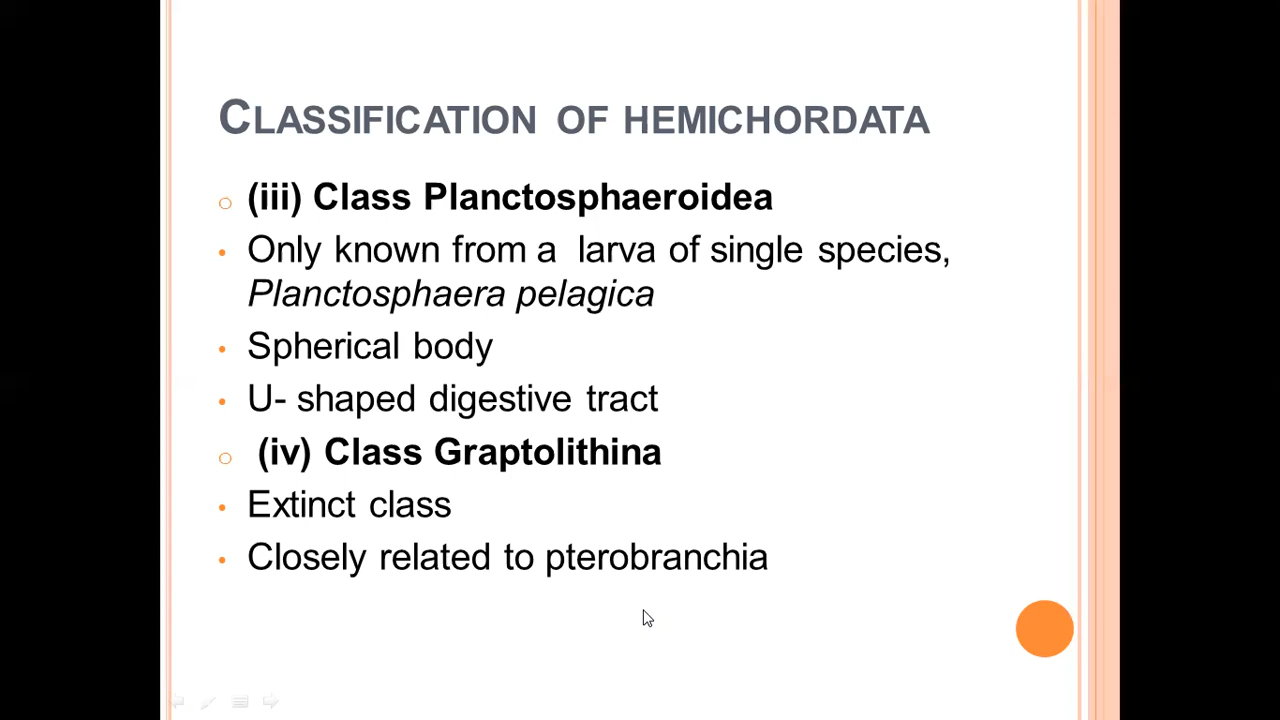 CLASSIFICATION OF HEMICHORDATA
(iii) Class Planctosphaeroidea
Only known from a larva of single species,
Planctosphaera pelagica
Spherical body
U- shaped digestive tract
(iv) Class Graptolithina
Extinct class
Closely related to pterobranchia